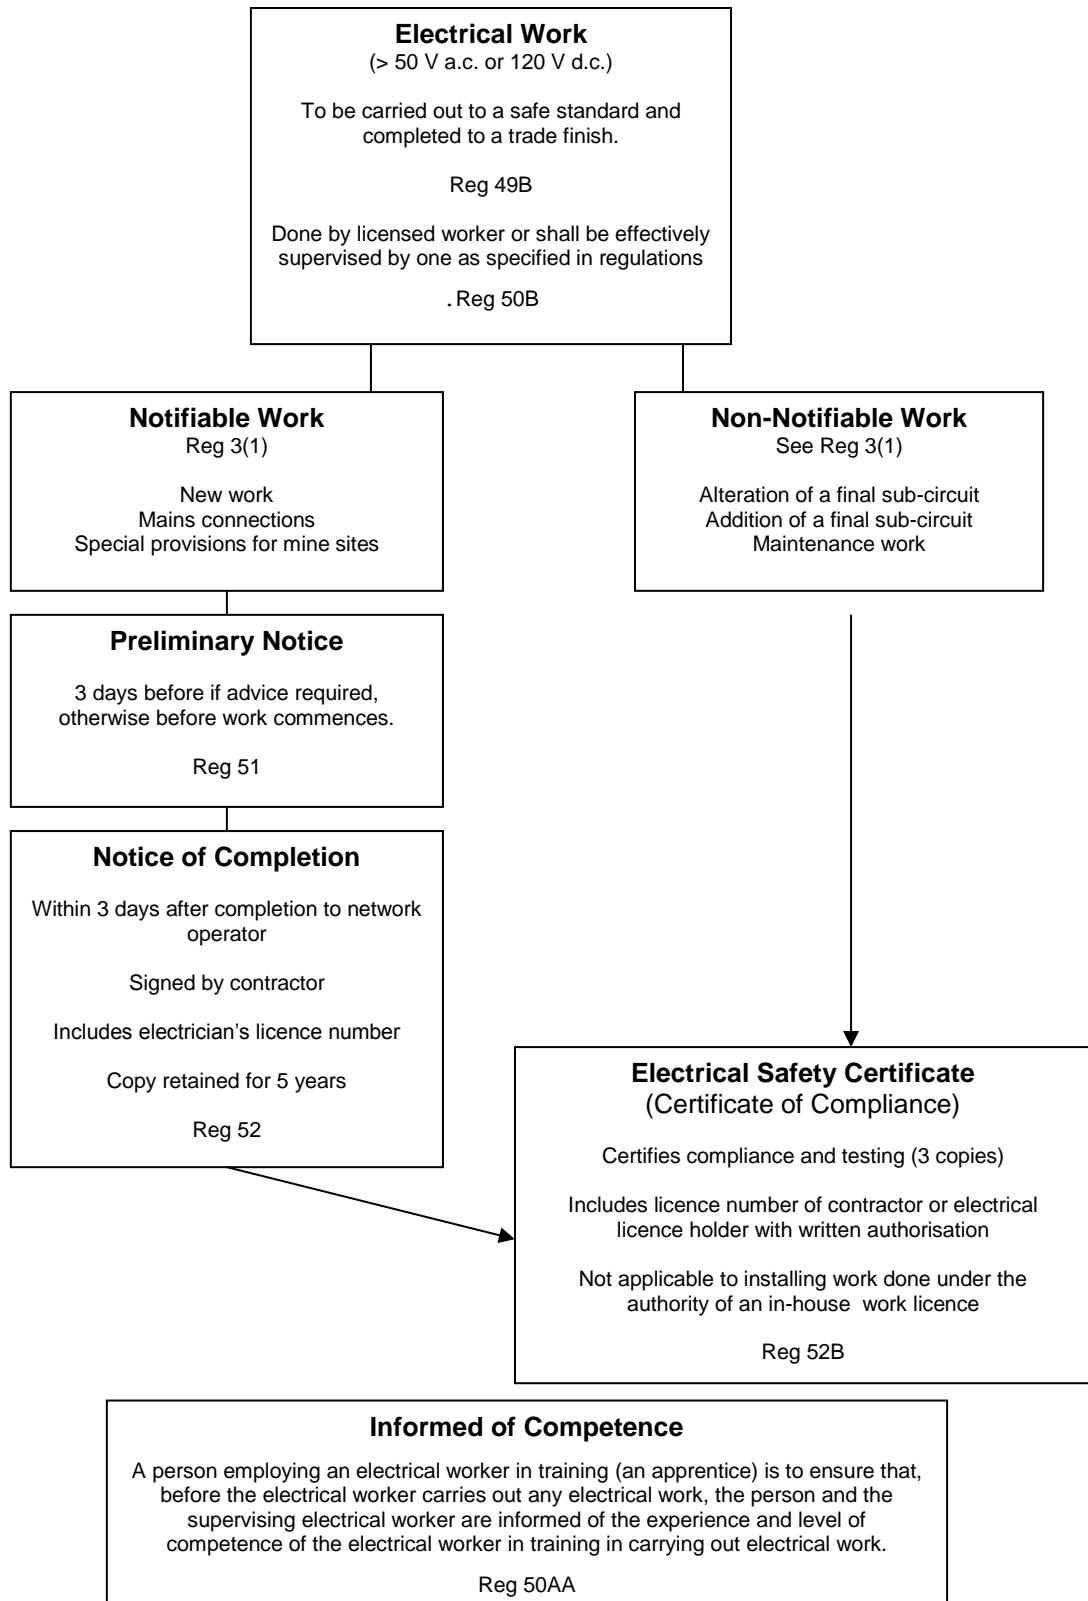 Electrical Work
(> 50 V a.c. or 120 V d.c.)
To be carried out to a safe standard and
completed to a trade finish.
Reg 49B
Done by licensed worker or shall be effectively
supervised by one as specified in regulations
. Reg 50B
Notifiable Work
Reg 3(1)
New work
Mains connections
Special provisions for mine sites
Non-Notifiable Work
See Reg 3(1)
Alteration of a final sub-circuit
Addition of a final sub-circuit
Maintenance work
Preliminary Notice
3 days before if advice required,
otherwise before work commences.
Reg 51
Notice of Completion
Within 3 days after completion to network
operator
Signed by contractor
Includes electrician's licence number
Copy retained for 5 years
Reg 52
Electrical Safety Certificate
(Certificate of Compliance)
Certifies compliance and testing (3 copies)
Includes licence number of contractor or electrical
licence holder with written authorisation
Not applicable to installing work done under the
authority of an in-house work licence
Reg 52B
Informed of Competence
A person employing an electrical worker in training (an apprentice) is to ensure that,
before the electrical worker carries out any electrical work, the person and the
supervising electrical worker are informed of the experience and level of
competence of the electrical worker in training in carrying out electrical work.
Reg 50AA